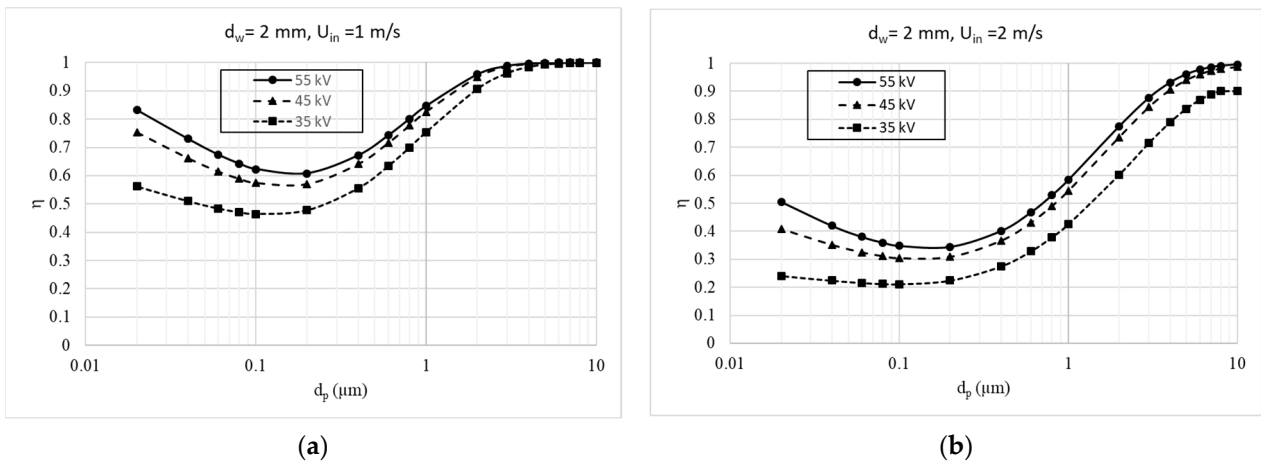 d_w= 2 mm, U_in =1 m/s
1
0.9
0.8
0.7
0.6
0.5
0.4
0.3
0.2
0.1
0
η
55 kV
45 kV
35 kV
0.01
0.1
1
10
d_p (μm)
(a)
d_w= 2 mm, U_in =2 m/s
1
0.9
0.8
0.7
0.6
0.5
0.4
0.3
0.2
0.1
0
η
55 kV
45 kV
35 kV
0.01
0.1
1
10
d_p (μm)
(b)